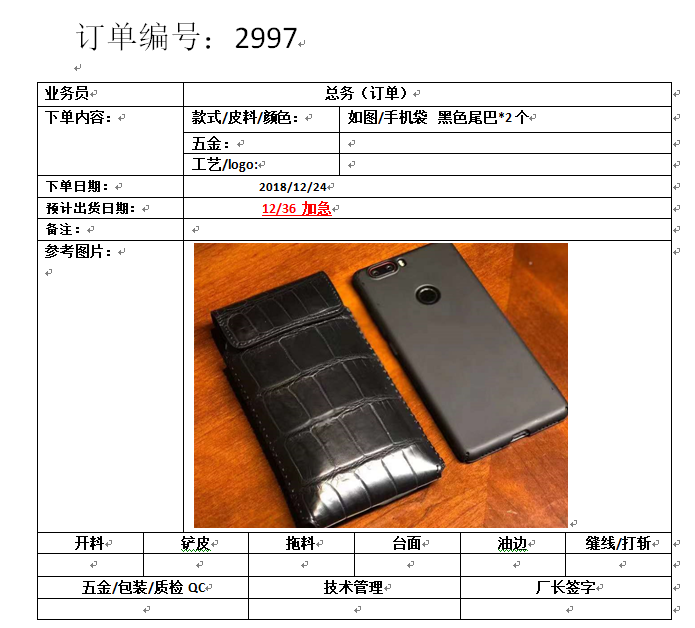 订单编号：2997
业务员 总务（订单）
下单内容： 款式/皮料/颜色： 如图/手机袋 黑色尾巴*2个
五金：
工艺/logo:
下单日期： 2018/12/24
预计出货日期： 12/36 加急
备注：
参考图片：
开料 铲皮 拖料 台面 油边 缝线/打斩
五金/包装/质检 QC 技术管理 厂长签字